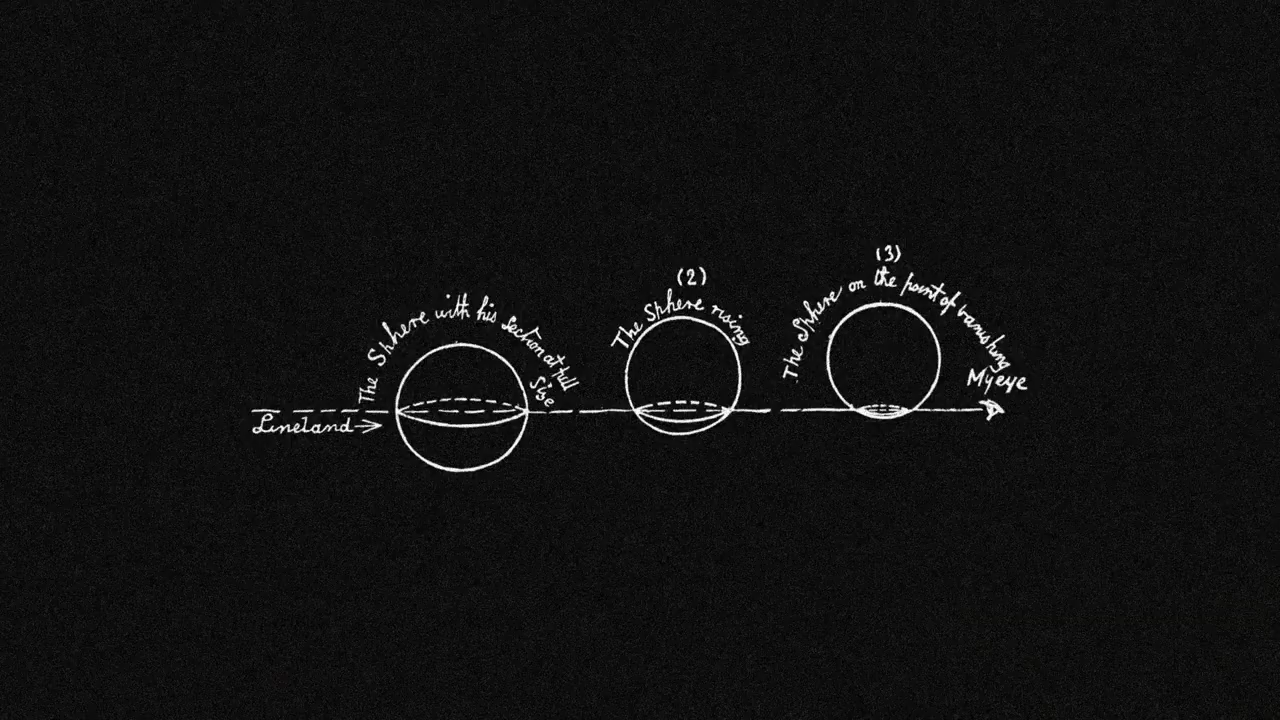 The Sphere with his section at full
size
(2)
The Sphere rising
(3)
The Sphere on the point of vanishing
My eye
Lineland